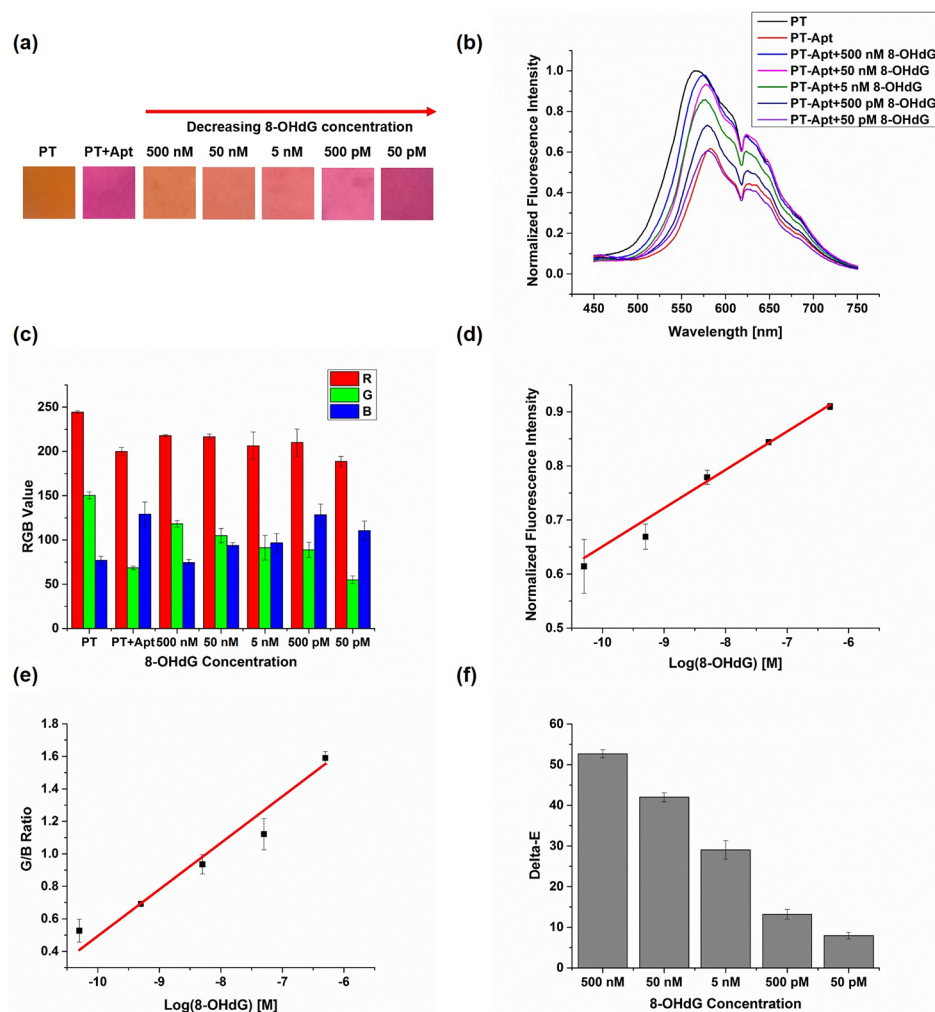 (a)
Decreasing 8-OHdG concentration
PT PT+Apt 500 nM 50 nM 5 nM 500 pM 50 pM
(b)
PT
PT-Apt
PT-Apt+500 nM 8-OHdG
PT-Apt+50 nM 8-OHdG
PT-Apt+5 nM 8-OHdG
PT-Apt+500 pM 8-OHdG
PT-Apt+50 pM 8-OHdG
Normalized Fluorescence Intensity
1.0
0.8
0.6
0.4
0.2
0.0
450 500 550 600 650 700 750
Wavelength [nm]
(c)
R
G
B
RGB Value
250
200
150
100
50
0
PT PT+Apt 500 nM 50 nM 5 nM 500 pM 50 pM
8-OHdG Concentration
(d)
Normalized Fluorescence Intensity
0.9
0.8
0.7
0.6
0.5
-10 -9 -8 -7 -6
Log(8-OHdG) [M]
(e)
G/B Ratio
1.8
1.6
1.4
1.2
1.0
0.8
0.6
0.4
-10 -9 -8 -7 -6
Log(8-OHdG) [M]
(f)
Delta-E
60
50
40
30
20
10
0
500 nM 50 nM 5 nM 500 pM 50 pM
8-OHdG Concentration